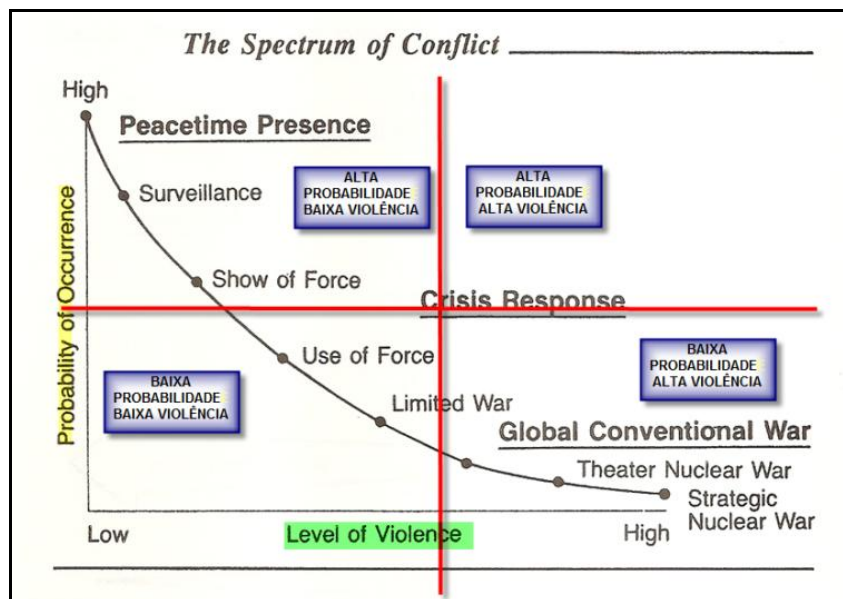 The Spectrum of Conflict
High
Peacetime Presence
Probability of Occurrence
Surveillance
ALTA
PROBABILIDADE
BAIXA VIOLÊNCIA
ALTA
PROBABILIDADE
ALTA VIOLÊNCIA
Show of Force
Crisis Response
Use of Force
BAIXA
PROBABILIDADE
ALTA VIOLÊNCIA
BAIXA
PROBABILIDADE
BAIXA VIOLÊNCIA
Limited War
Global Conventional War
Theater Nuclear War
Strategic
Nuclear War
Low
Level of Violence
High